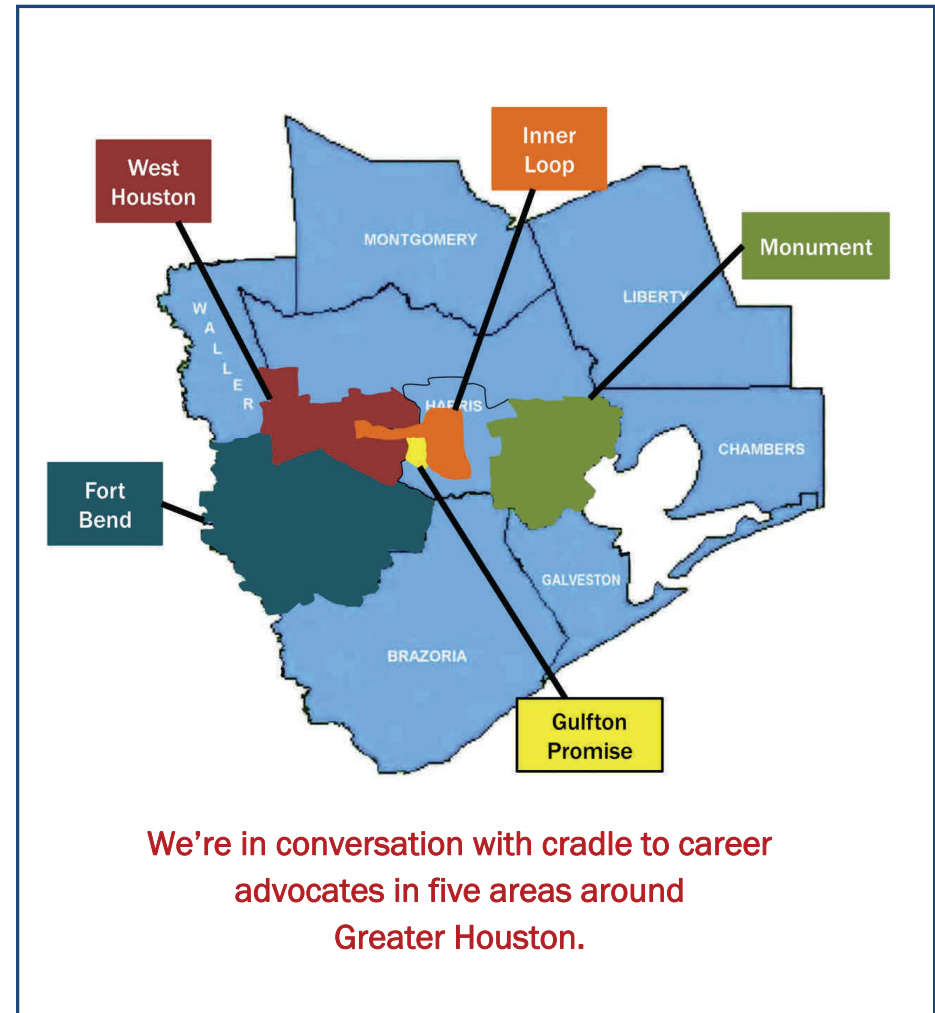 Inner
Loop
West
Houston
Monument
MONTGOMERY
LIBERTY
WALLER
HARRIS
CHAMBERS
Fort
Bend
GALVESTON
BRAZORIA
Gulfton
Promise
We're in conversation with cradle to career
advocates in five areas around
Greater Houston.